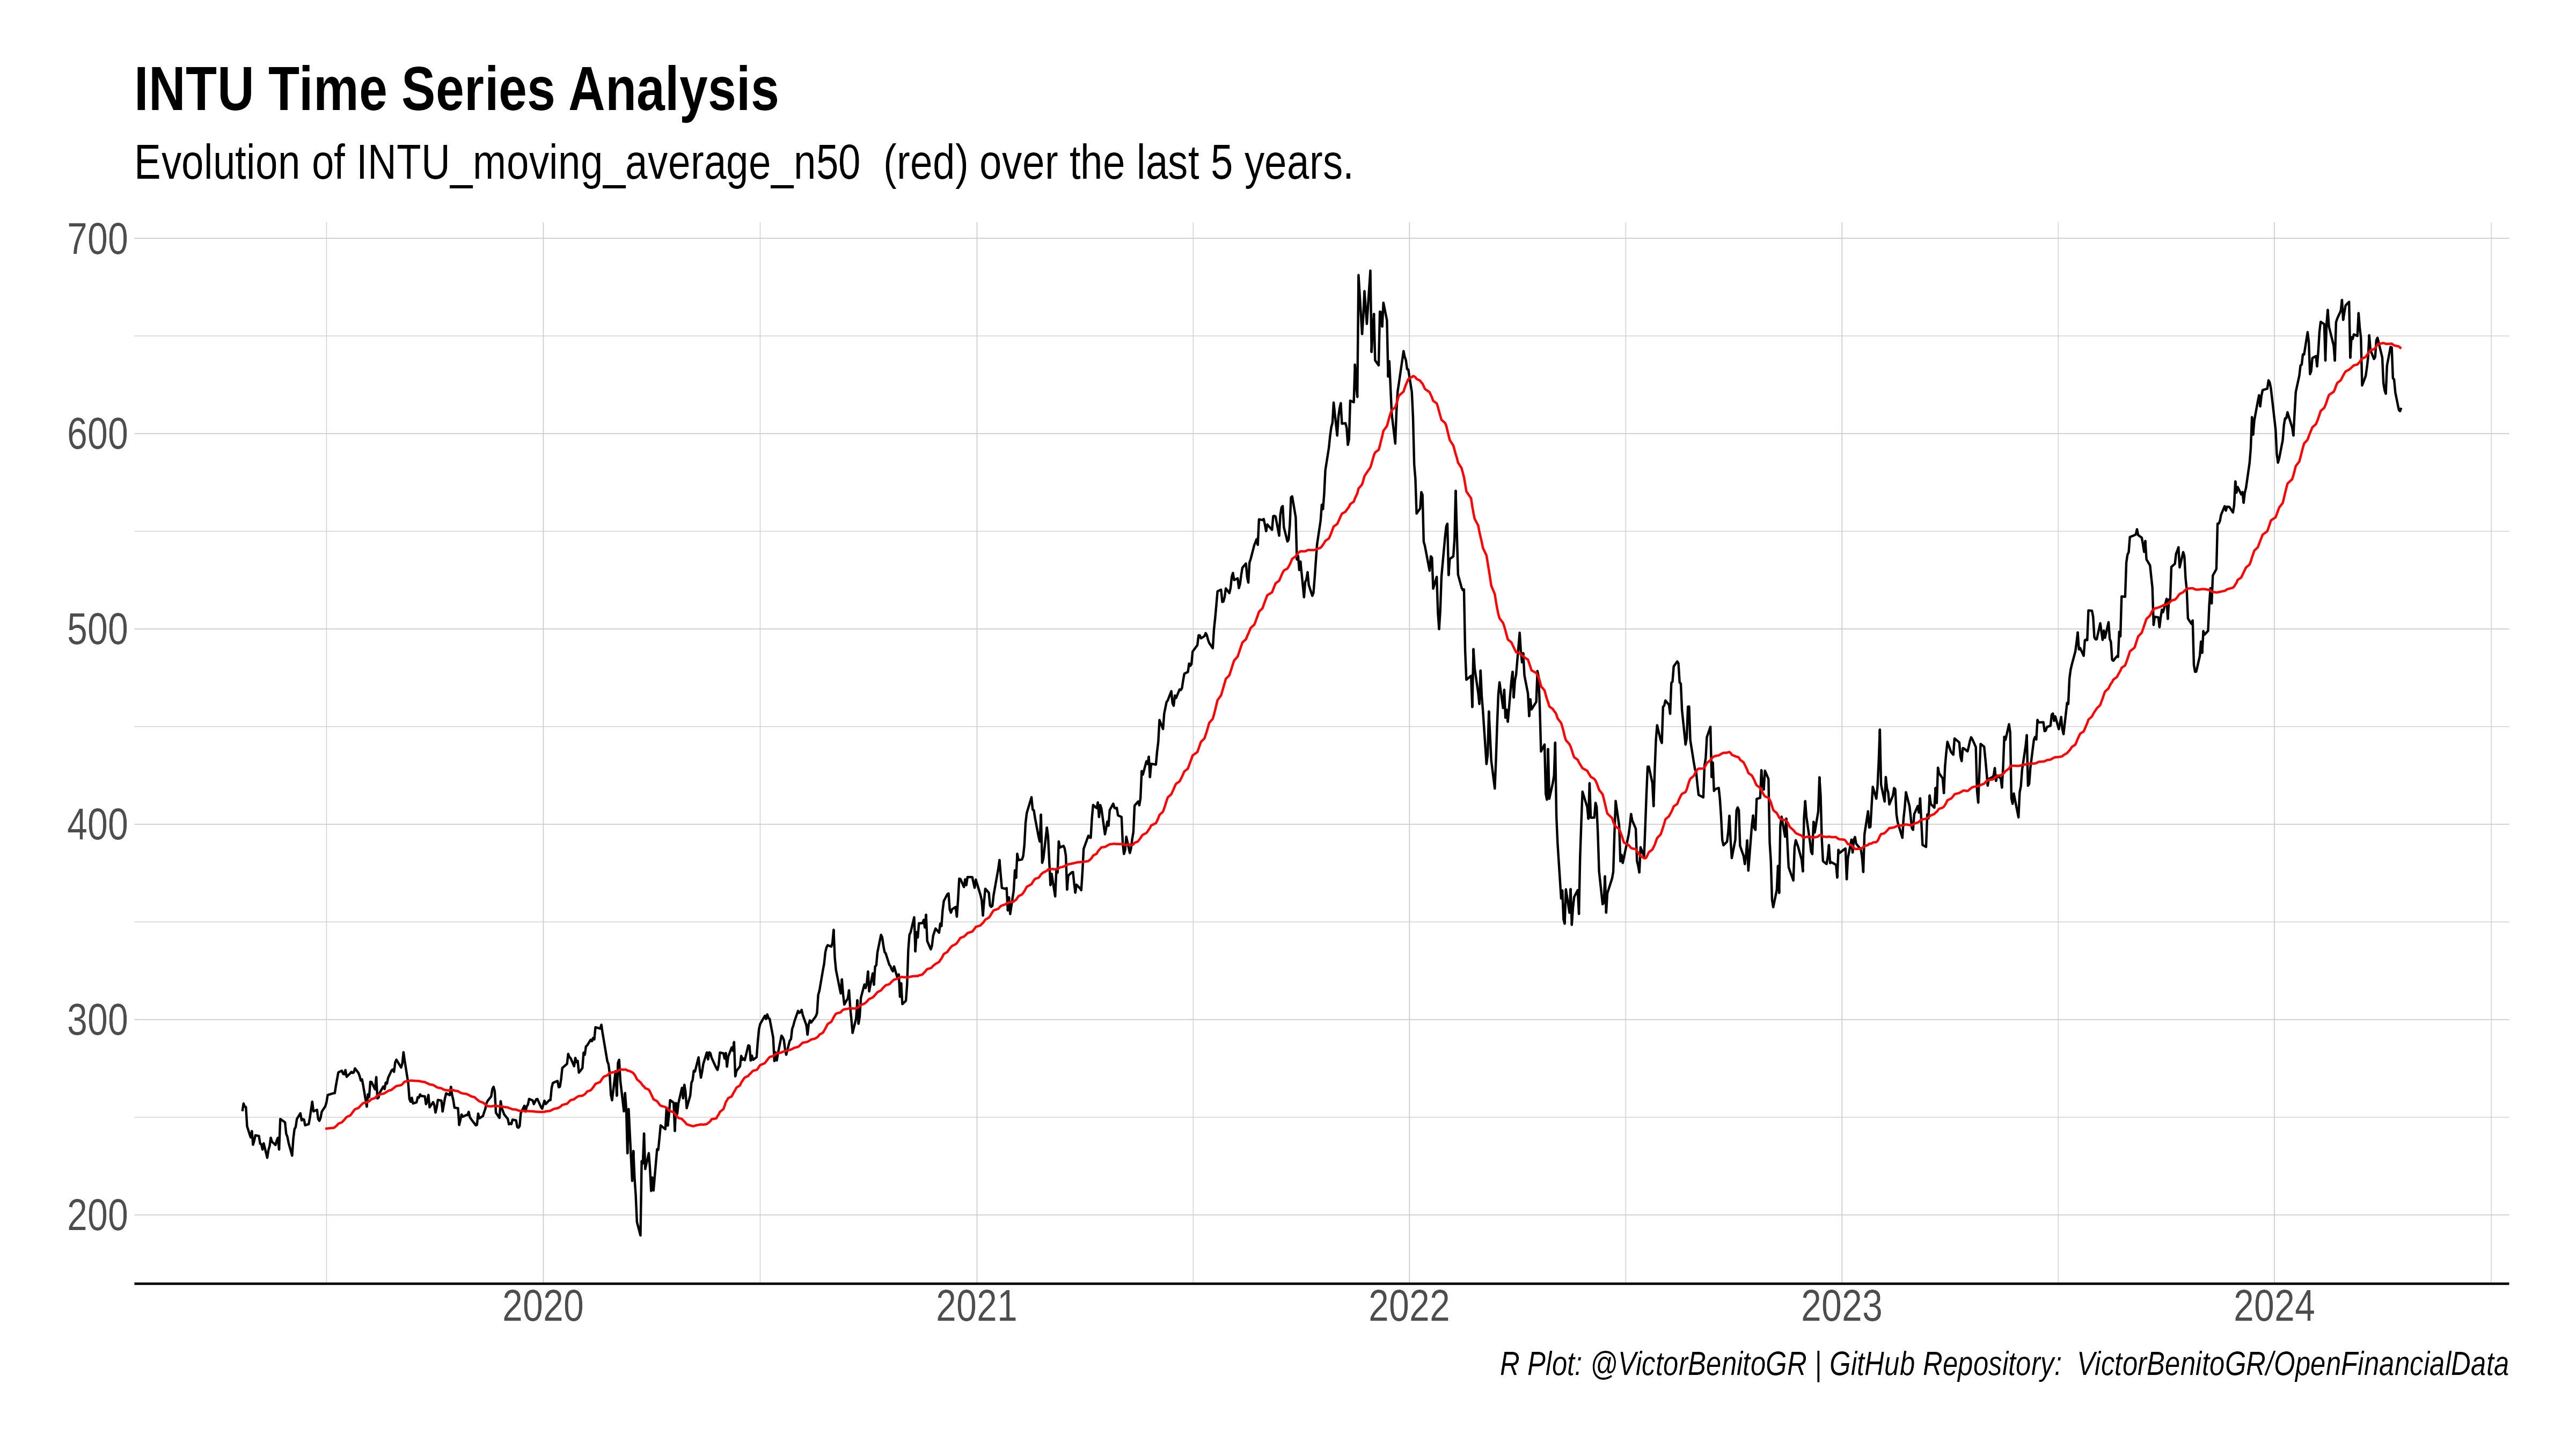 INTU Time Series Analysis
Evolution of INTU_moving_average_n50  (red) over the last 5 years.
700
600
500
400
300
200
2020 2021 2022 2023 2024
R Plot: @VictorBenitoGR | GitHub Repository:  VictorBenitoGR/OpenFinancialData